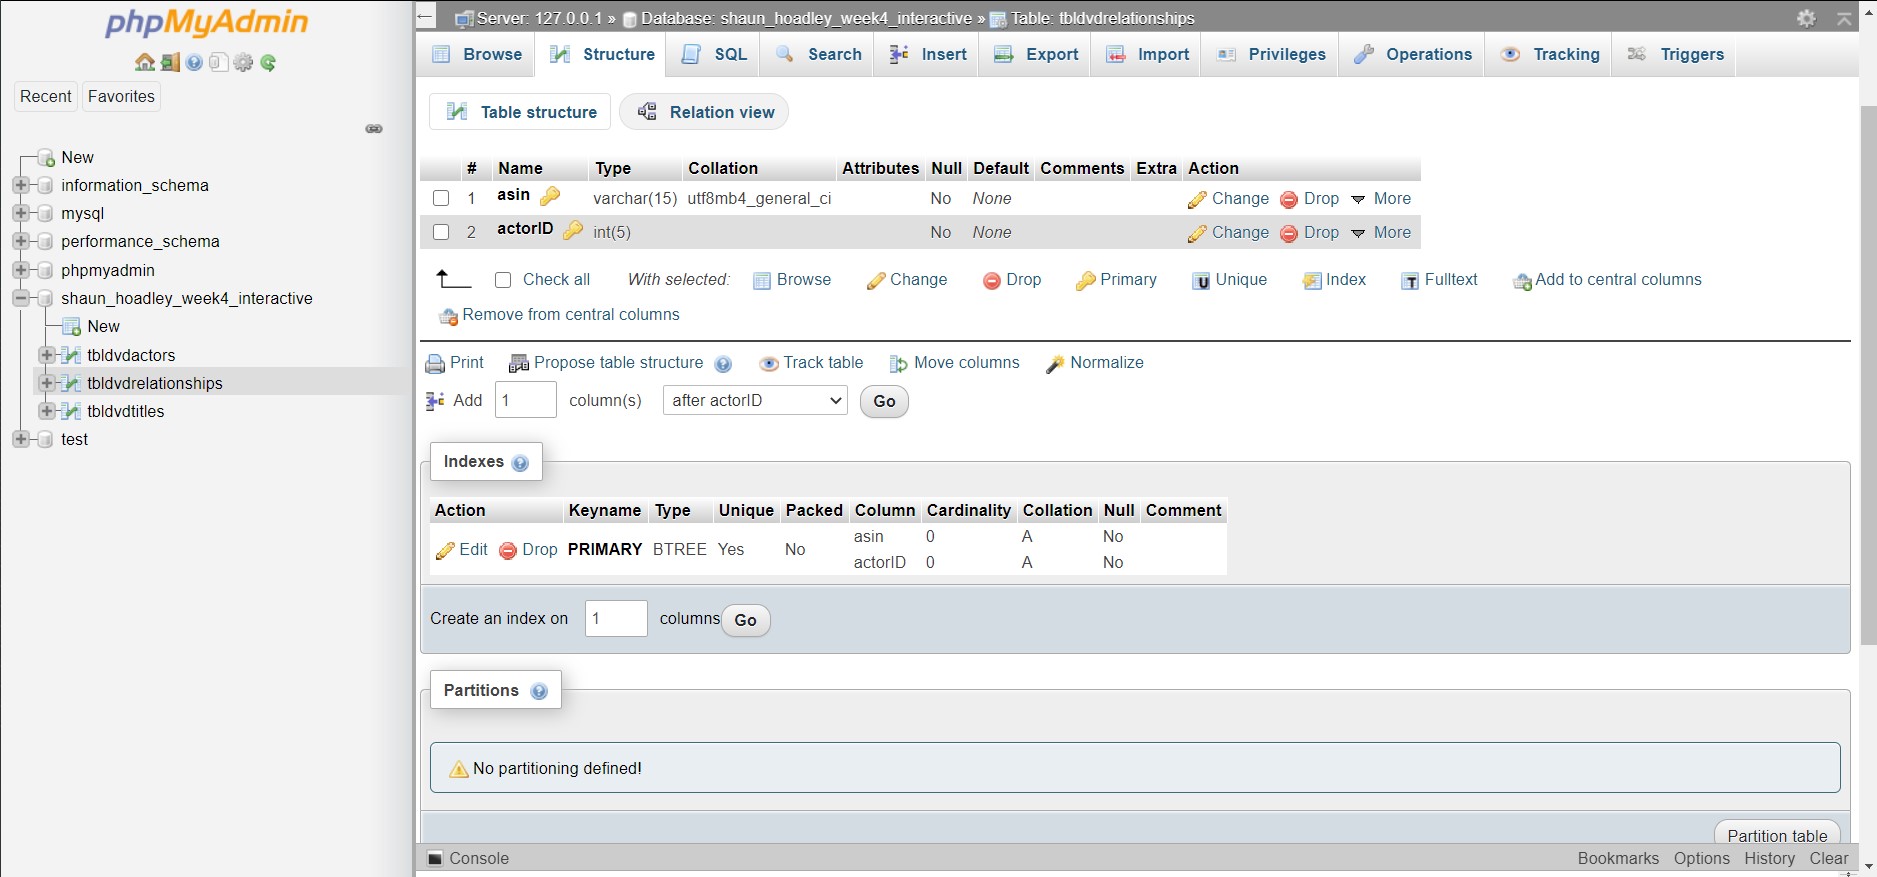 phpMyAdmin
Recent Favorites
New
information_schema
mysql
performance_schema
phpmyadmin
shaun_hoadley_week4_interactive
New
tbldvdactors
tbldvdrelationships
tbldvdtitles
test
Server: 127.0.0.1 » Database: shaun_hoadley_week4_interactive » Table: tbldvdrelationships
Browse Structure SQL Search Insert Export Import Privileges Operations Tracking Triggers
Table structure Relation view
# Name Type Collation Attributes Null Default Comments Extra Action
1 asin varchar(15) utf8mb4_general_ci No None Change Drop More
2 actorID int(5) No None Change Drop More
Check all With selected: Browse Change Drop Primary Unique Index Fulltext Add to central columns
Remove from central columns
Print Propose table structure Track table Move columns Normalize
Add 1 column(s) after actorID Go
Indexes
Action Keyname Type Unique Packed Column Cardinality Collation Null Comment
Edit Drop PRIMARY BTREE Yes No asin 0 A No
actorID 0 A No
Create an index on 1 columns Go
Partitions
No partitioning defined!
Partition table
Console Bookmarks Options History Clear